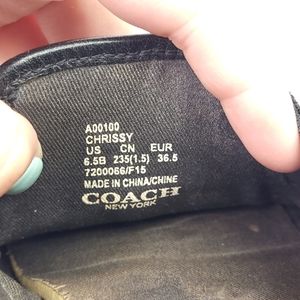 A00100
CHRISSY
US CN EUR
6.5B 235(1.5) 36.5
7200066/F15
MADE IN CHINA/CHINE
COACH
NEW YORK